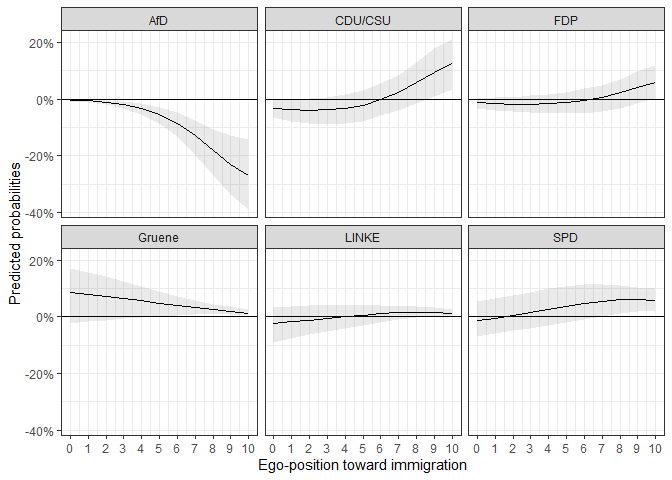 AfD CDU/CSU FDP
20%
0%
-20%
-40%
Predicted probabilities
Gruene LINKE SPD
20%
0%
-20%
-40%
0 1 2 3 4 5 6 7 8 9 10 0 1 2 3 4 5 6 7 8 9 10 0 1 2 3 4 5 6 7 8 9 10
Ego-position toward immigration